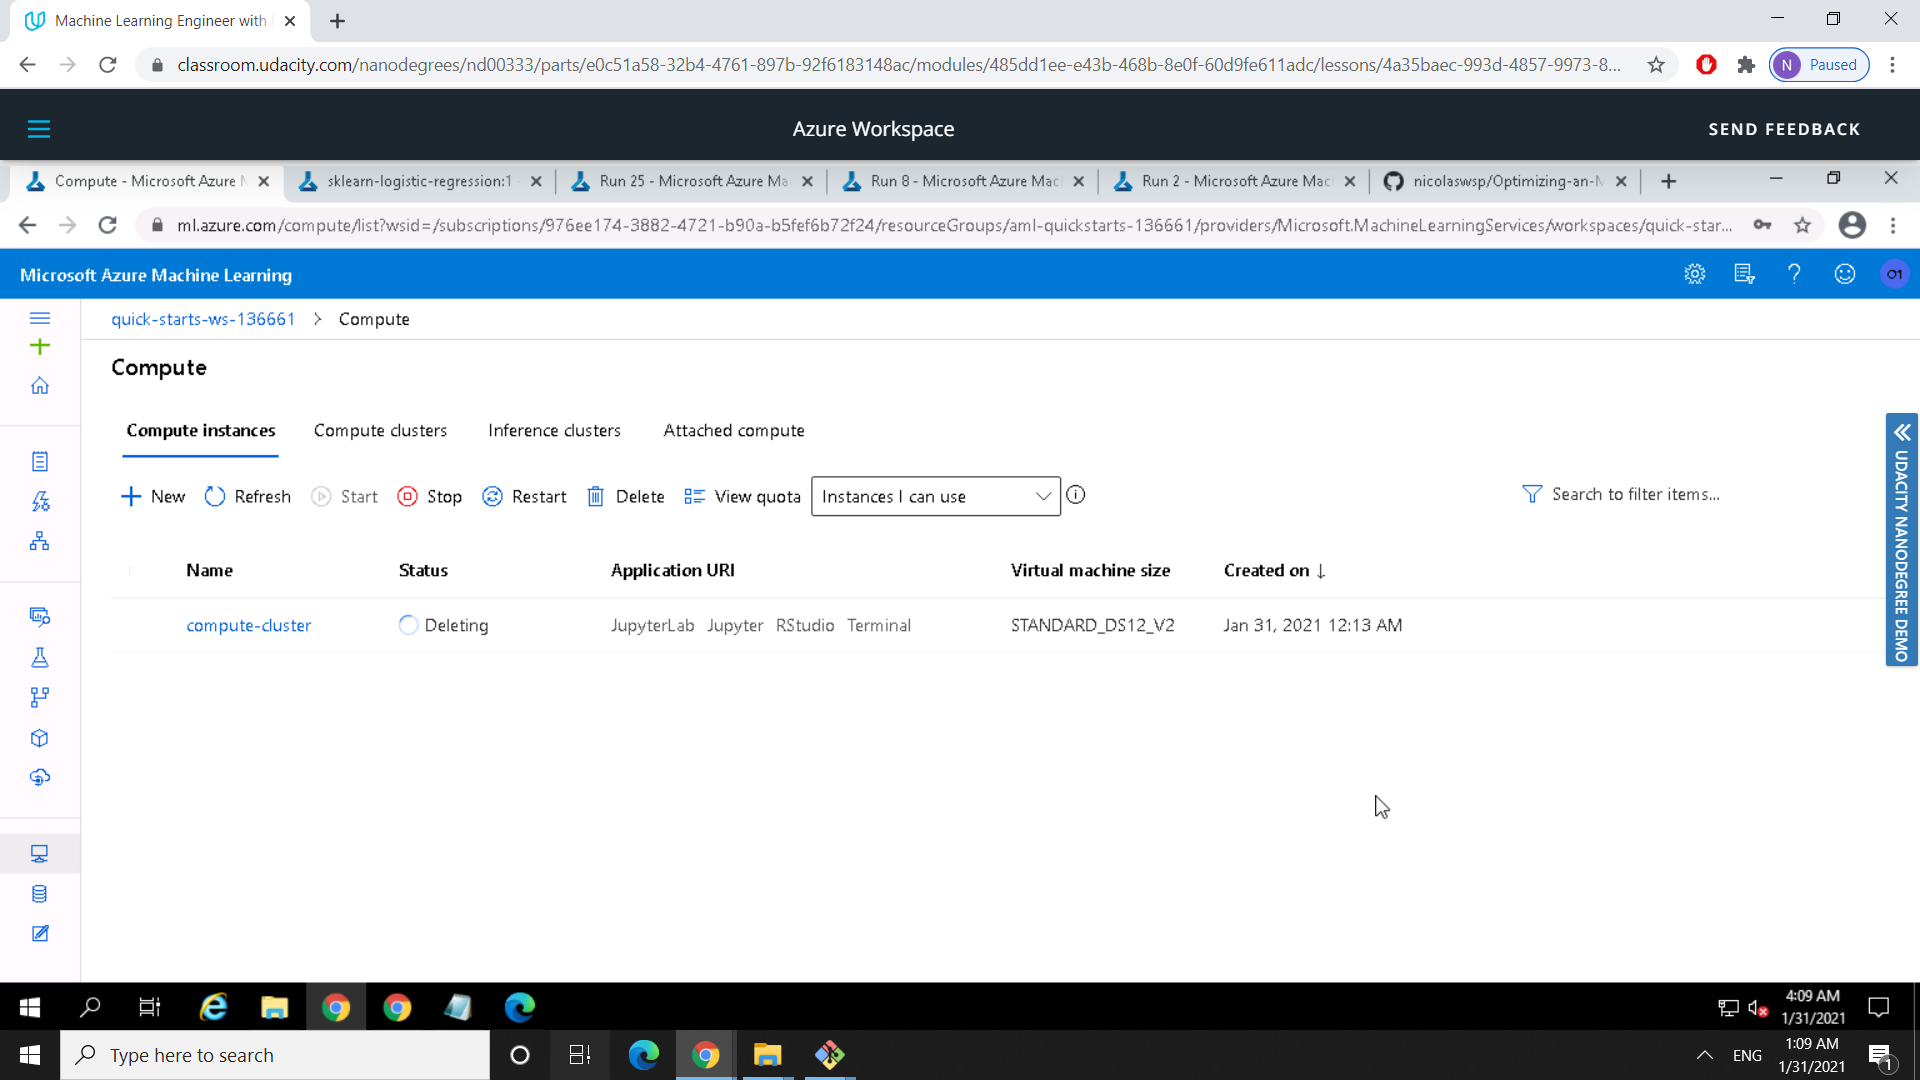 Machine Learning Engineer with
classroom.udacity.com/nanodegrees/nd00333/parts/e0c51a58-32b4-4761-897b-92f6183148ac/modules/485dd1ee-e43b-468b-8e0f-60d9fe611adc/lessons/4a35baec-993d-4857-9973-8...
N Paused
Azure Workspace
SEND FEEDBACK
Compute - Microsoft Azure M
sklearn-logistic-regression:1 -
Run 25 - Microsoft Azure Ma
Run 8 - Microsoft Azure Mac
Run 2 - Microsoft Azure Mac
nicolaswsp/Optimizing-an-M
ml.azure.com/compute/list?wsid=/subscriptions/976ee174-3882-4721-b90a-b5fef6b72f24/resourceGroups/aml-quickstarts-136661/providers/Microsoft.MachineLearningServices/workspaces/quick-star...
Microsoft Azure Machine Learning
O1
quick-starts-ws-136661 > Compute
Compute
Compute instances
Compute clusters
Inference clusters
Attached compute
New
Refresh
Start
Stop
Restart
Delete
View quota
Instances I can use
Search to filter items...
Name
Status
Application URI
Virtual machine size
Created on ↓
compute-cluster
Deleting
JupyterLab Jupyter RStudio Terminal
STANDARD_DS12_V2
Jan 31, 2021 12:13 AM
UDACITY NANODEGREE DEMO
4:09 AM
1/31/2021
Type here to search
ENG
1:09 AM
1/31/2021
1